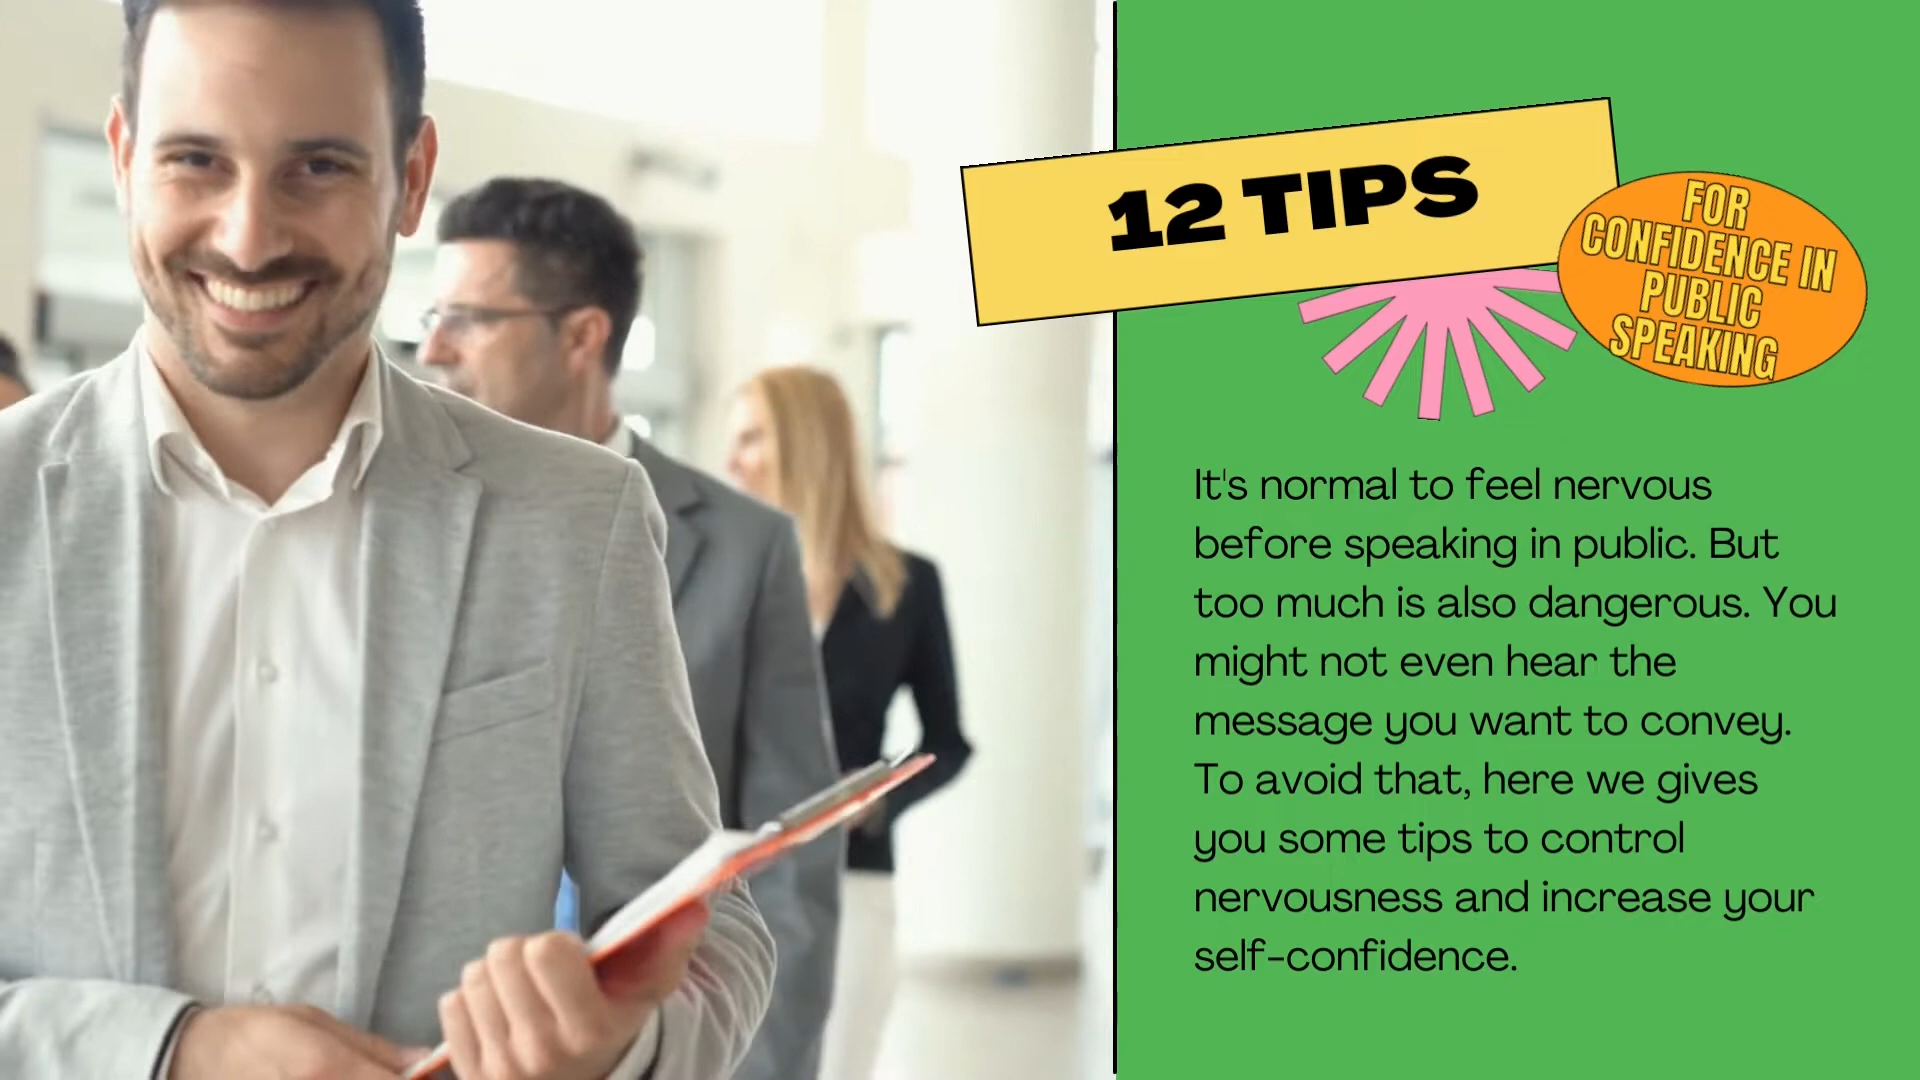 12 TIPS
FOR
CONFIDENCE IN
PUBLIC
SPEAKING
It's normal to feel nervous
before speaking in public. But
too much is also dangerous. You
might not even hear the
message you want to convey.
To avoid that, here we gives
you some tips to control
nervousness and increase your
self-confidence.